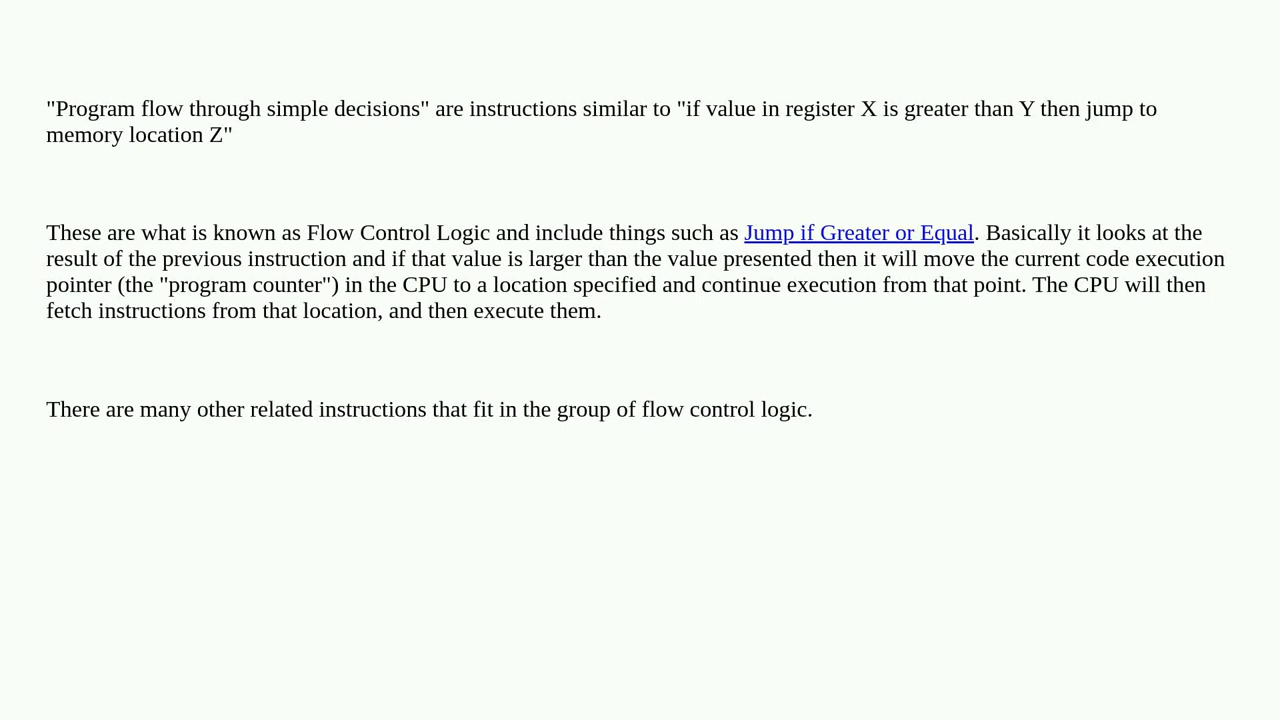 "Program flow through simple decisions" are instructions similar to "if value in register X is greater than Y then jump to
memory location Z"
These are what is known as Flow Control Logic and include things such as Jump if Greater or Equal. Basically it looks at the
result of the previous instruction and if that value is larger than the value presented then it will move the current code execution
pointer (the "program counter") in the CPU to a location specified and continue execution from that point. The CPU will then
fetch instructions from that location, and then execute them.
There are many other related instructions that fit in the group of flow control logic.